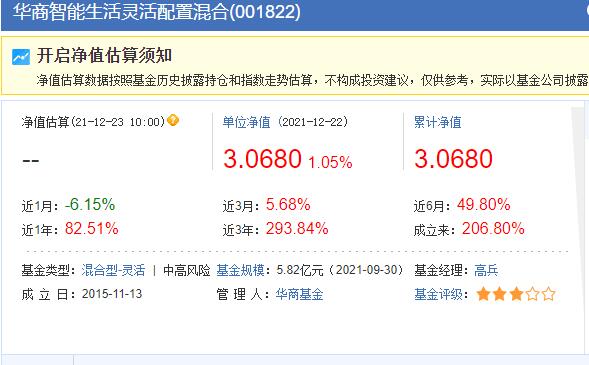 华商智能生活灵活配置混合(001822)
开启净值估算须知
净值估算数据按照基金历史披露持仓和指数走势估算，不构成投资建议，仅供参考，实际以基金公司披露
净值估算(21-12-23 10:00) 单位净值 (2021-12-22) 累计净值
-- 3.0680 1.05% 3.0680
近1月：-6.15% 近3月：5.68% 近6月：49.80%
近1年：82.51% 近3年：293.84% 成立来：206.80%
基金类型：混合型-灵活 | 中高风险 基金规模：5.82亿元（2021-09-30） 基金经理：高兵
成 立 日：2015-11-13 管 理 人：华商基金 基金评级：